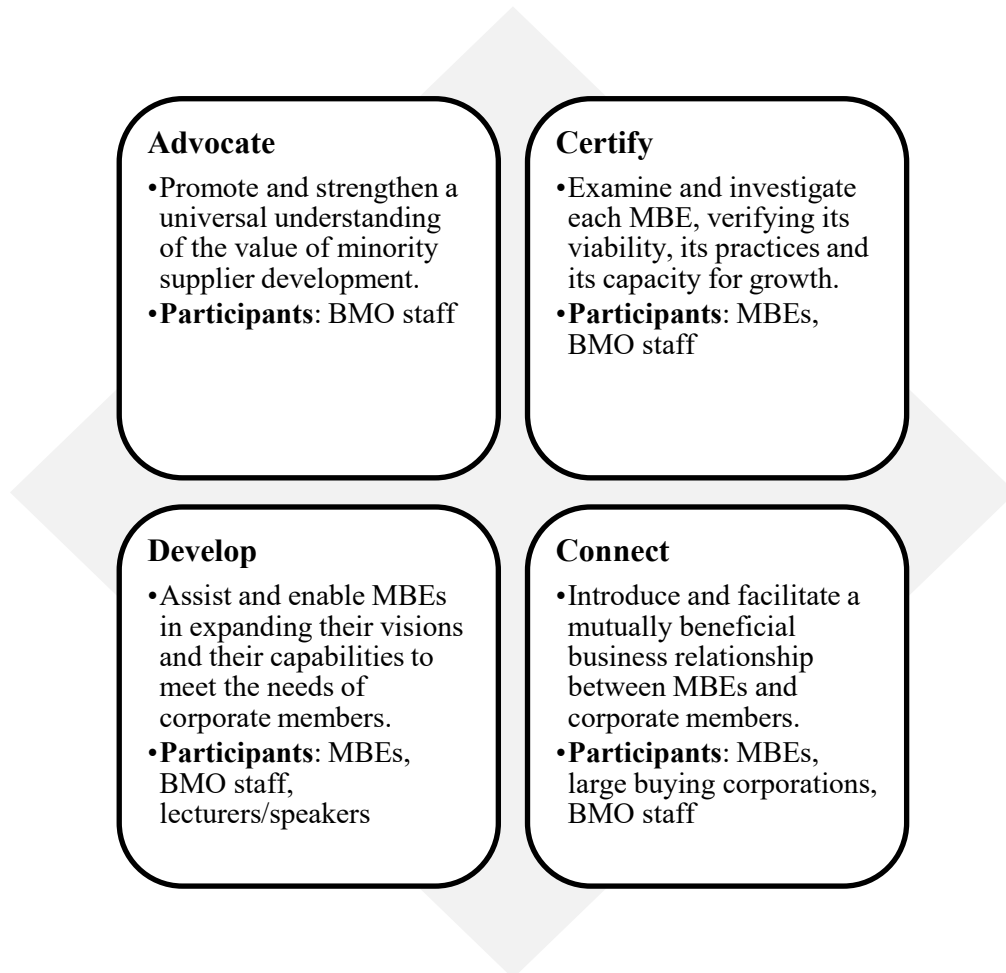 Advocate
•Promote and strengthen a
universal understanding
of the value of minority
supplier development.
•Participants: BMO staff
Certify
•Examine and investigate
each MBE, verifying its
viability, its practices and
its capacity for growth.
•Participants: MBEs,
BMO staff
Develop
•Assist and enable MBEs
in expanding their visions
and their capabilities to
meet the needs of
corporate members.
•Participants: MBEs,
BMO staff,
lecturers/speakers
Connect
•Introduce and facilitate a
mutually beneficial
business relationship
between MBEs and
corporate members.
•Participants: MBEs,
large buying corporations,
BMO staff